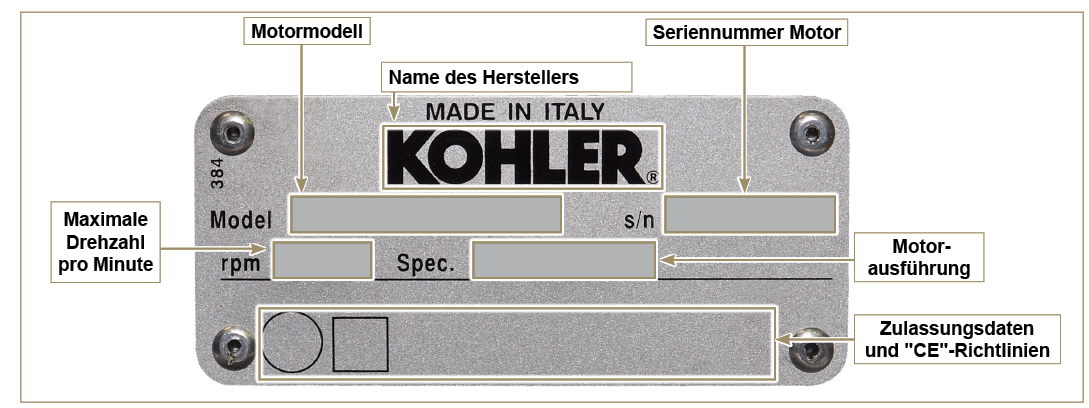 Motormodell
Seriennummer Motor
Name des Herstellers
MADE IN ITALY
KOHLER®
384
Model
s/n
Maximale
Drehzahl
pro Minute
rpm
Spec.
Motor-
ausführung
Zulassungsdaten
und "CE"-Richtlinien